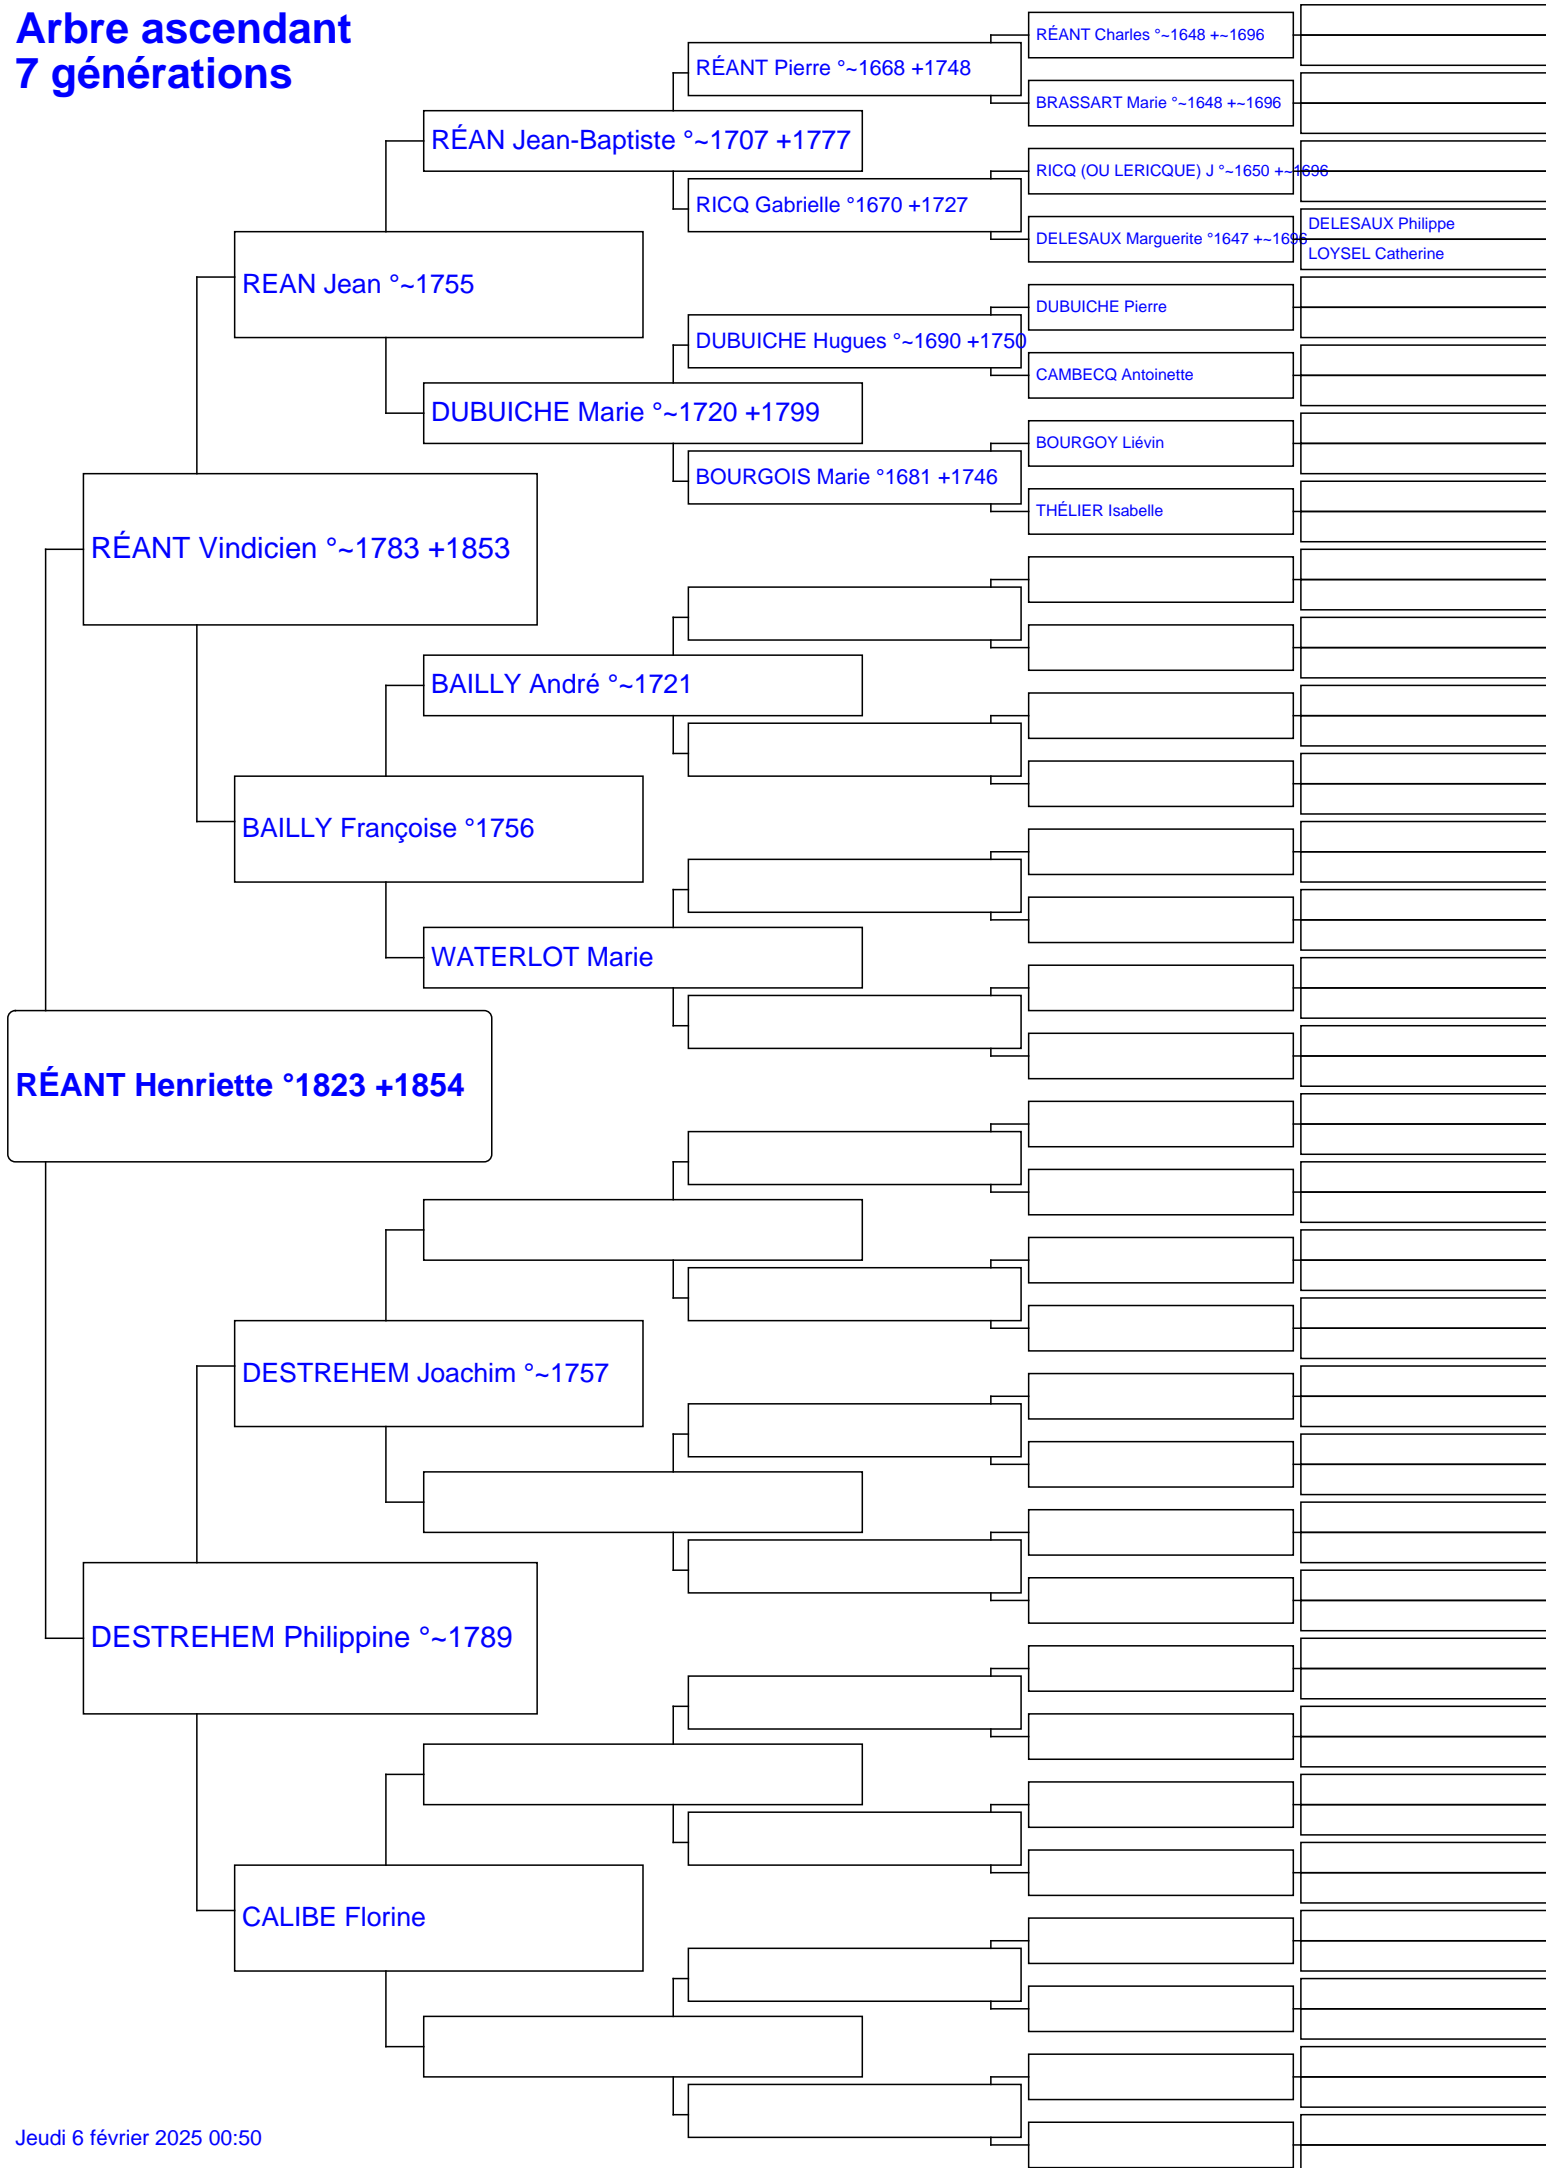 Arbre ascendant
7 générations
RÉANT Charles °~1648 +~1696
RÉANT Pierre °~1668 +1748
BRASSART Marie °~1648 +~1696
RÉAN Jean-Baptiste °~1707 +1777
RICQ (OU LERICQUE) J °~1650 +~1696
RICQ Gabrielle °1670 +1727
DELESAUX Philippe
DELESAUX Marguerite °1647 +~1696
LOYSEL Catherine
REAN Jean °~1755
DUBUICHE Pierre
DUBUICHE Hugues °~1690 +1750
CAMBECQ Antoinette
DUBUICHE Marie °~1720 +1799
BOURGOY Liévin
BOURGOIS Marie °1681 +1746
THÉLIER Isabelle
RÉANT Vindicien °~1783 +1853
BAILLY André °~1721
BAILLY Françoise °1756
WATERLOT Marie
RÉANT Henriette °1823 +1854
DESTREHEM Joachim °~1757
DESTREHEM Philippine °~1789
CALIBE Florine
Jeudi 6 février 2025 00:50